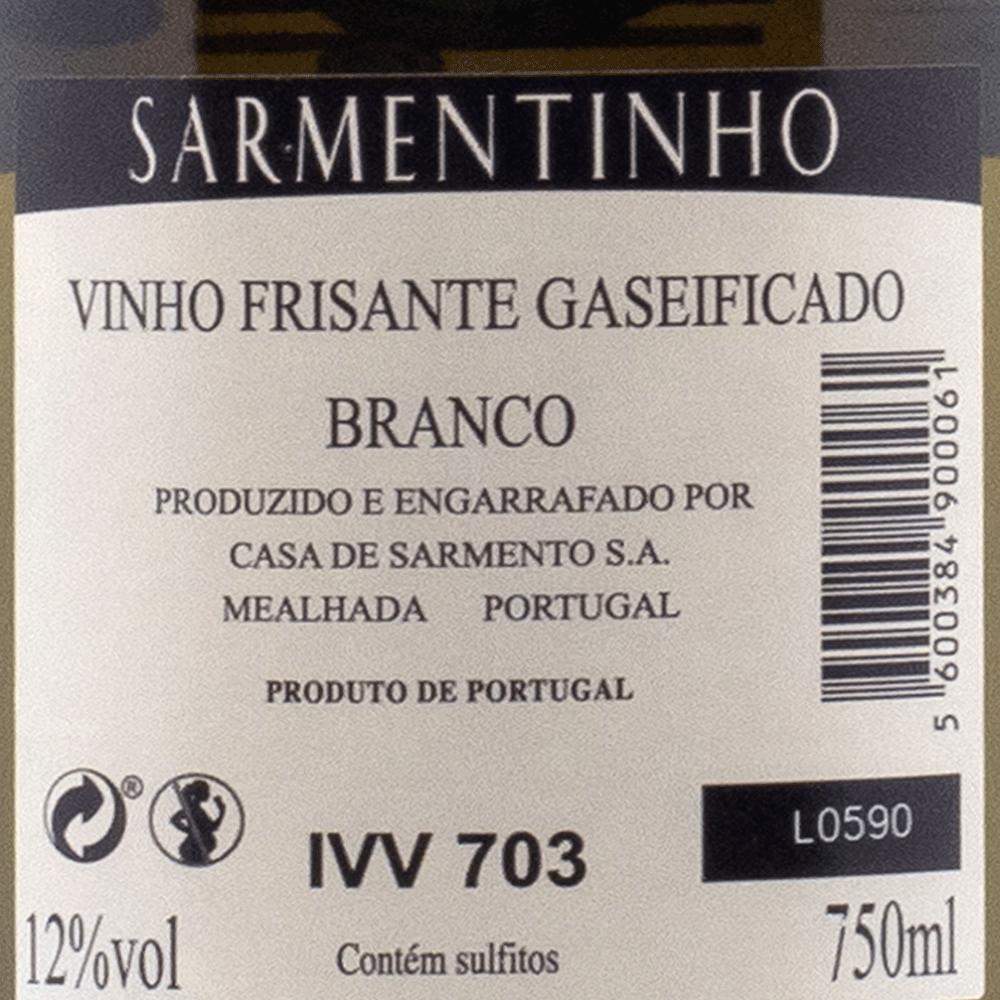 SARMENTINHO
VINHO FRISANTE GASEIFICADO
BRANCO
PRODUZIDO E ENGARRAFADO POR
CASA DE SARMENTO S.A.
MEALHADA PORTUGAL
PRODUTO DE PORTUGAL
5 600384 900061
®
IVV 703
L0590
12%vol
Contém sulfitos
750ml